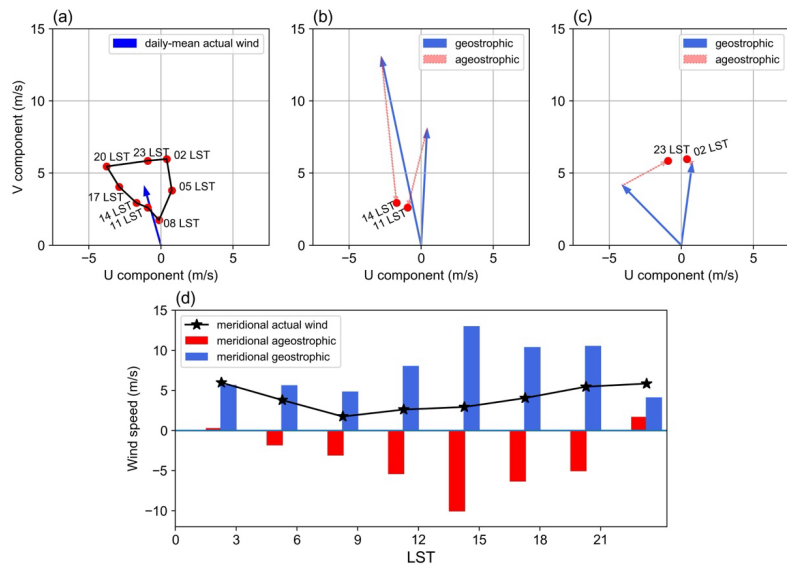 (a)
daily-mean actual wind
15
10
5
0
V component (m/s)
20 LST
23 LST
02 LST
17 LST
05 LST
14 LST
11 LST
08 LST
−5
0
5
U component (m/s)
(b)
geostrophic
ageostrophic
15
10
5
0
14 LST
11 LST
−5
0
5
U component (m/s)
(c)
geostrophic
ageostrophic
15
10
5
0
23 LST
02 LST
−5
0
5
U component (m/s)
(d)
meridional actual wind
meridional ageostrophic
meridional geostrophic
15
10
5
0
−5
−10
Wind speed (m/s)
0
3
6
9
12
15
18
21
LST